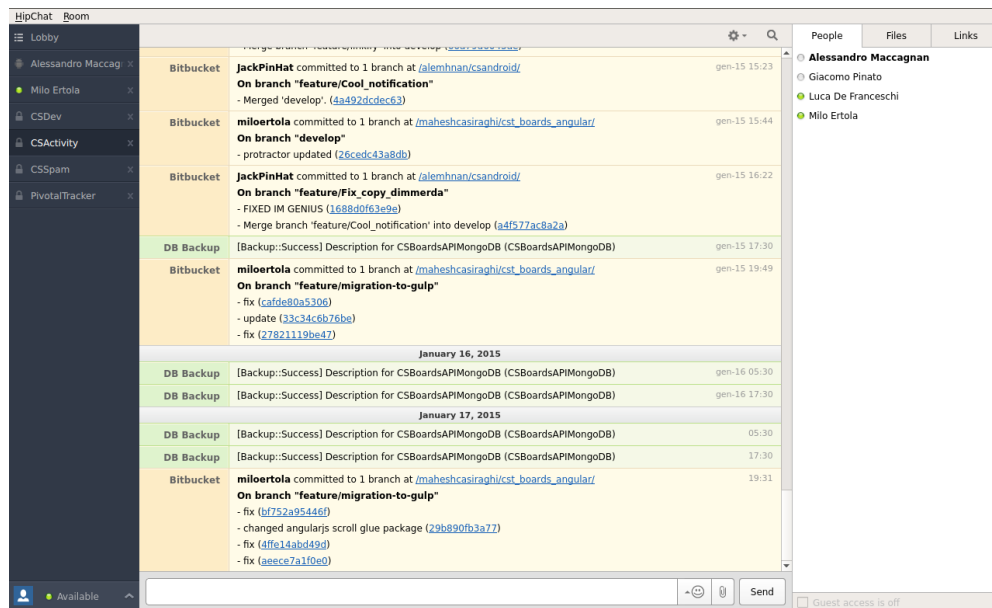 HipChat Room
Lobby
Alessandro Maccag x
Milo Ertola x
CSDev x
CSActivity x
CSSpam x
PivotalTracker x
Available
Bitbucket JackPinHat committed to 1 branch at /alemhnan/csandroid/ gen-15 15:23
On branch "feature/Cool_notification"
- Merged 'develop'. (4a492dcdec63)
Bitbucket miloertola committed to 1 branch at /maheshcasiraghi/cst_boards_angular/ gen-15 15:44
On branch "develop"
- protractor updated (26cedc43a8db)
Bitbucket JackPinHat committed to 1 branch at /alemhnan/csandroid/ gen-15 16:22
On branch "feature/Fix_copy_dimmerda"
- FIXED IM GENIUS (1688d0f63e9e)
- Merge branch 'feature/Cool_notification' into develop (a4f577ac8a2a)
DB Backup [Backup::Success] Description for CSBoardsAPIMongoDB (CSBoardsAPIMongoDB) gen-15 17:30
Bitbucket miloertola committed to 1 branch at /maheshcasiraghi/cst_boards_angular/ gen-15 19:49
On branch "feature/migration-to-gulp"
- fix (cafde80a5306)
- update (33c34c6b76be)
- fix (27821119be47)
January 16, 2015
DB Backup [Backup::Success] Description for CSBoardsAPIMongoDB (CSBoardsAPIMongoDB) gen-16 05:30
DB Backup [Backup::Success] Description for CSBoardsAPIMongoDB (CSBoardsAPIMongoDB) gen-16 17:30
January 17, 2015
DB Backup [Backup::Success] Description for CSBoardsAPIMongoDB (CSBoardsAPIMongoDB) 05:30
DB Backup [Backup::Success] Description for CSBoardsAPIMongoDB (CSBoardsAPIMongoDB) 17:30
Bitbucket miloertola committed to 1 branch at /maheshcasiraghi/cst_boards_angular/ 19:31
On branch "feature/migration-to-gulp"
- fix (bf752a95446f)
- changed angularjs scroll glue package (29b890fb3a77)
- fix (4ffe14abd49d)
- fix (aeece7a1f0e0)
Send
People Files Links
Alessandro Maccagnan
Giacomo Pinato
Luca De Franceschi
Milo Ertola
Guest access is off